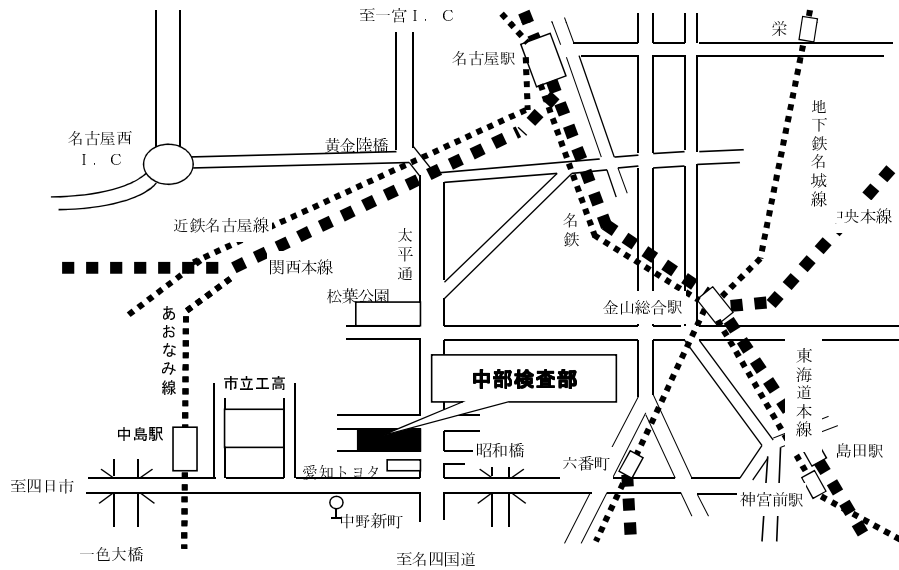 至一宮Ｉ．Ｃ
栄
名古屋駅
名古屋西
Ｉ．Ｃ
黄金陸橋
地下鉄名城線
中央本線
近鉄名古屋線
太平通
名鉄
関西本線
松葉公園
金山総合駅
あおなみ線
東海道本線
市立工高
中部検査部
中島駅
昭和橋
六番町
島田駅
愛知トヨタ
至四日市
神宮前駅
中野新町
一色大橋
至名四国道